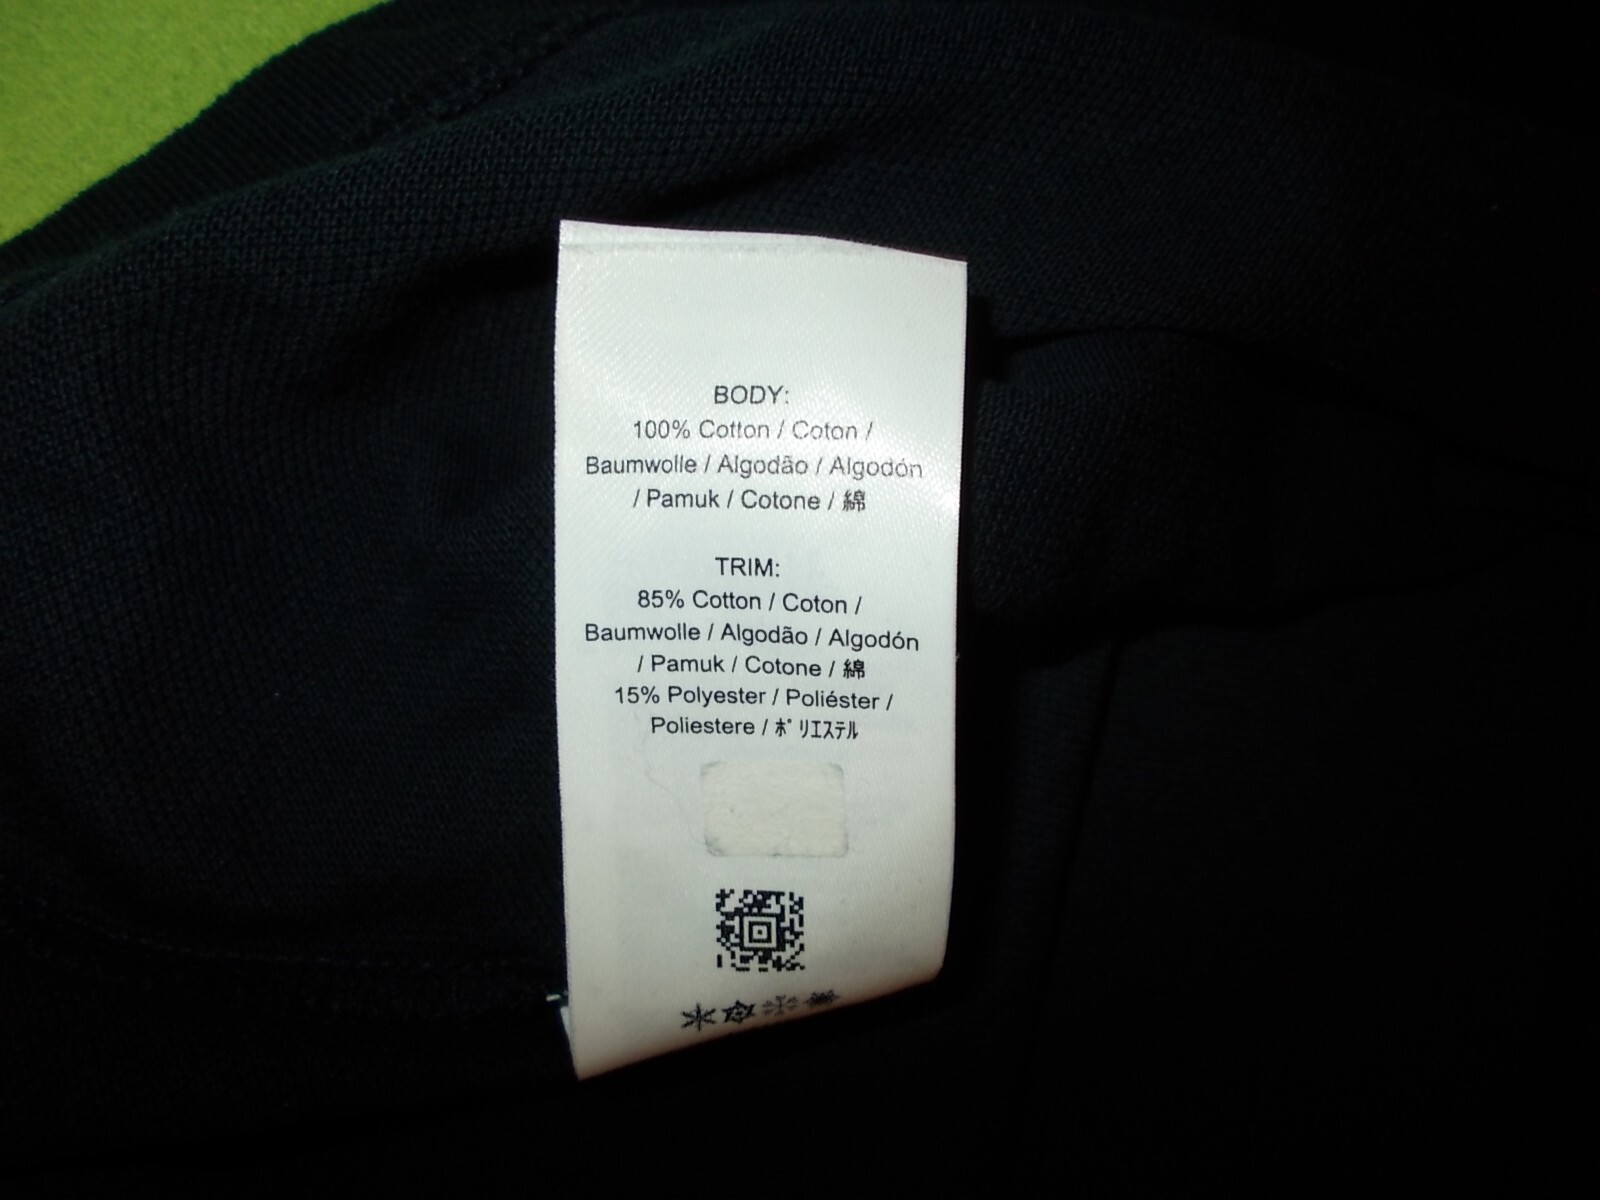 BODY:
100% Cotton / Coton /
Baumwolle / Algodão / Algodón
/ Pamuk / Cotone / 綿
TRIM:
85% Cotton / Coton /
Baumwolle / Algodão / Algodón
/ Pamuk / Cotone / 綿
15% Polyester / Poliéster /
Poliestere / ﾎﾟﾘｴｽﾃﾙ